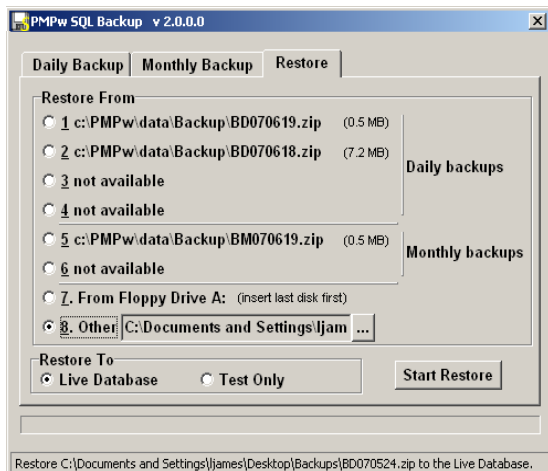 PMPw SQL Backup v 2.0.0.0
Daily Backup Monthly Backup Restore
Restore From
1 c:\PMPw\data\Backup\BD070619.zip (0.5 MB)
2 c:\PMPw\data\Backup\BD070618.zip (7.2 MB)
3 not available
4 not available
Daily backups
5 c:\PMPw\data\Backup\BM070619.zip (0.5 MB)
6 not available
Monthly backups
7. From Floppy Drive A: (insert last disk first)
8. Other C:\Documents and Settings\ljam ...
Restore To
Live Database Test Only
Start Restore
Restore C:\Documents and Settings\ljames\Desktop\Backups\BD070524.zip to the Live Database.